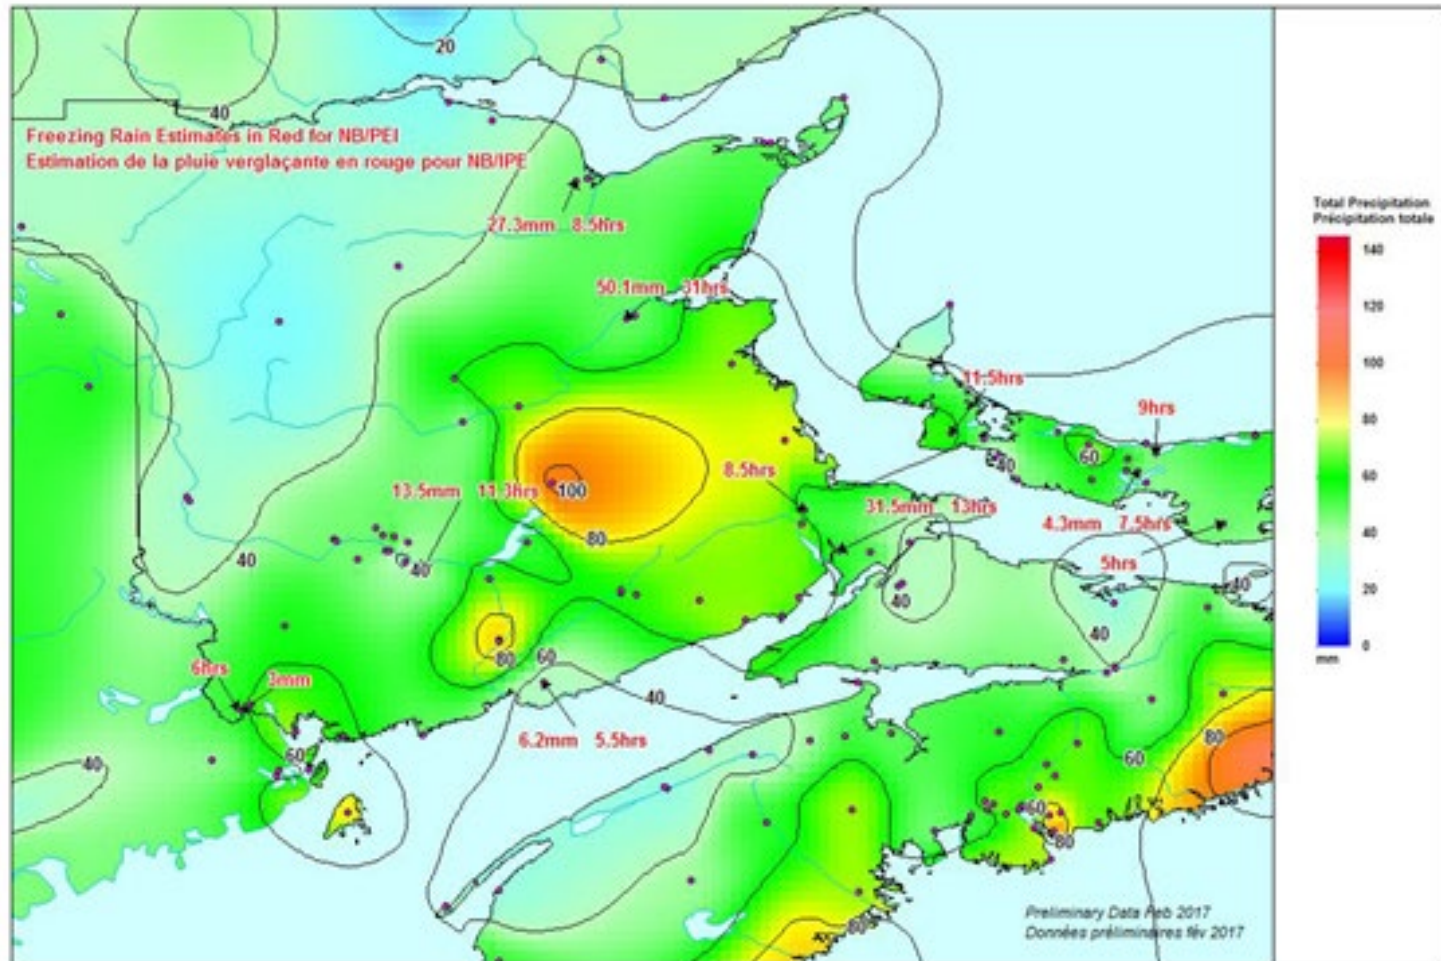 20
40
Freezing Rain Estimates in Red for NB/PEI
Estimation de la pluie verglaçante en rouge pour NB/IPE
27.3mm 8.5hrs
50.1mm 31hrs
11.5hrs
9hrs
60
40
8.5hrs
13.5mm 11.3hrs
100
31.5mm 13hrs
80
4.3mm 7.5hrs
5hrs
40
40
40
40
40
80
60
6hrs
3mm
40
6.2mm 5.5hrs
60
40
60
80
60
80
80
Preliminary Data Feb 2017
Données préliminaires fév 2017
Total Precipitation
Précipitation totale
140
120
100
80
60
40
20
0
mm